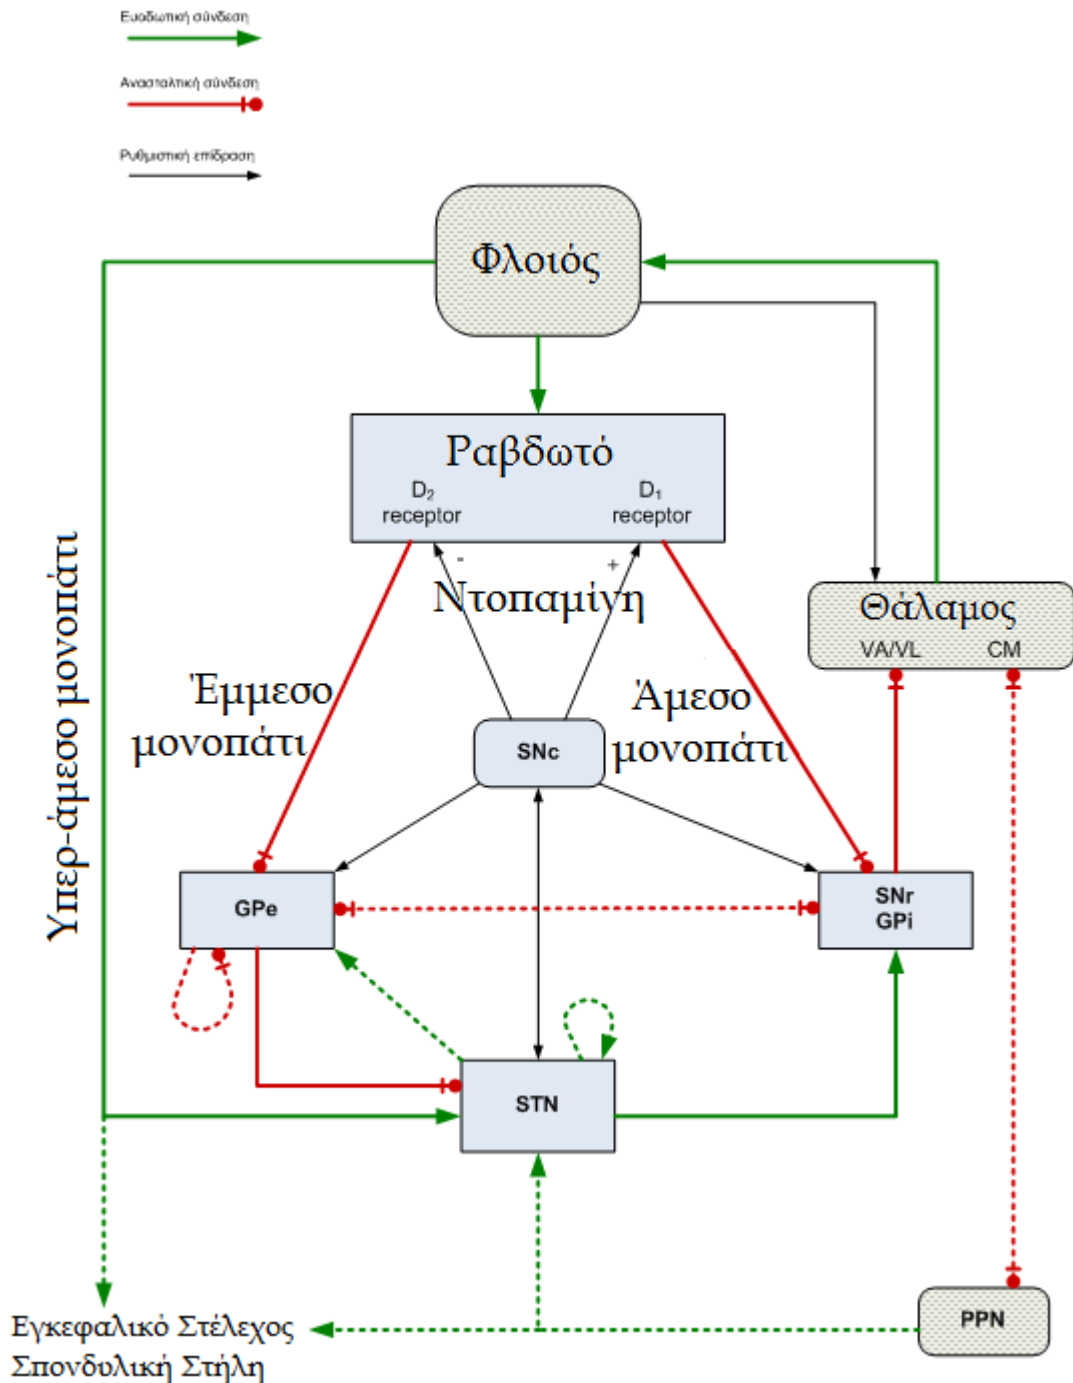 Ευοδωτική σύνδεση
Ανασταλτική σύνδεση
Ρυθμιστική επίδραση
Φλοιός
Ραβδωτό
D₂
receptor
D₁
receptor
-
+
Ντοπαμίνη
Θάλαμος
VA/VL
CM
Υπερ-άμεσο μονοπάτι
Έμμεσο
μονοπάτι
Άμεσο
μονοπάτι
SNc
GPe
SNr
GPi
STN
PPN
Εγκεφαλικό Στέλεχος
Σπονδυλική Στήλη